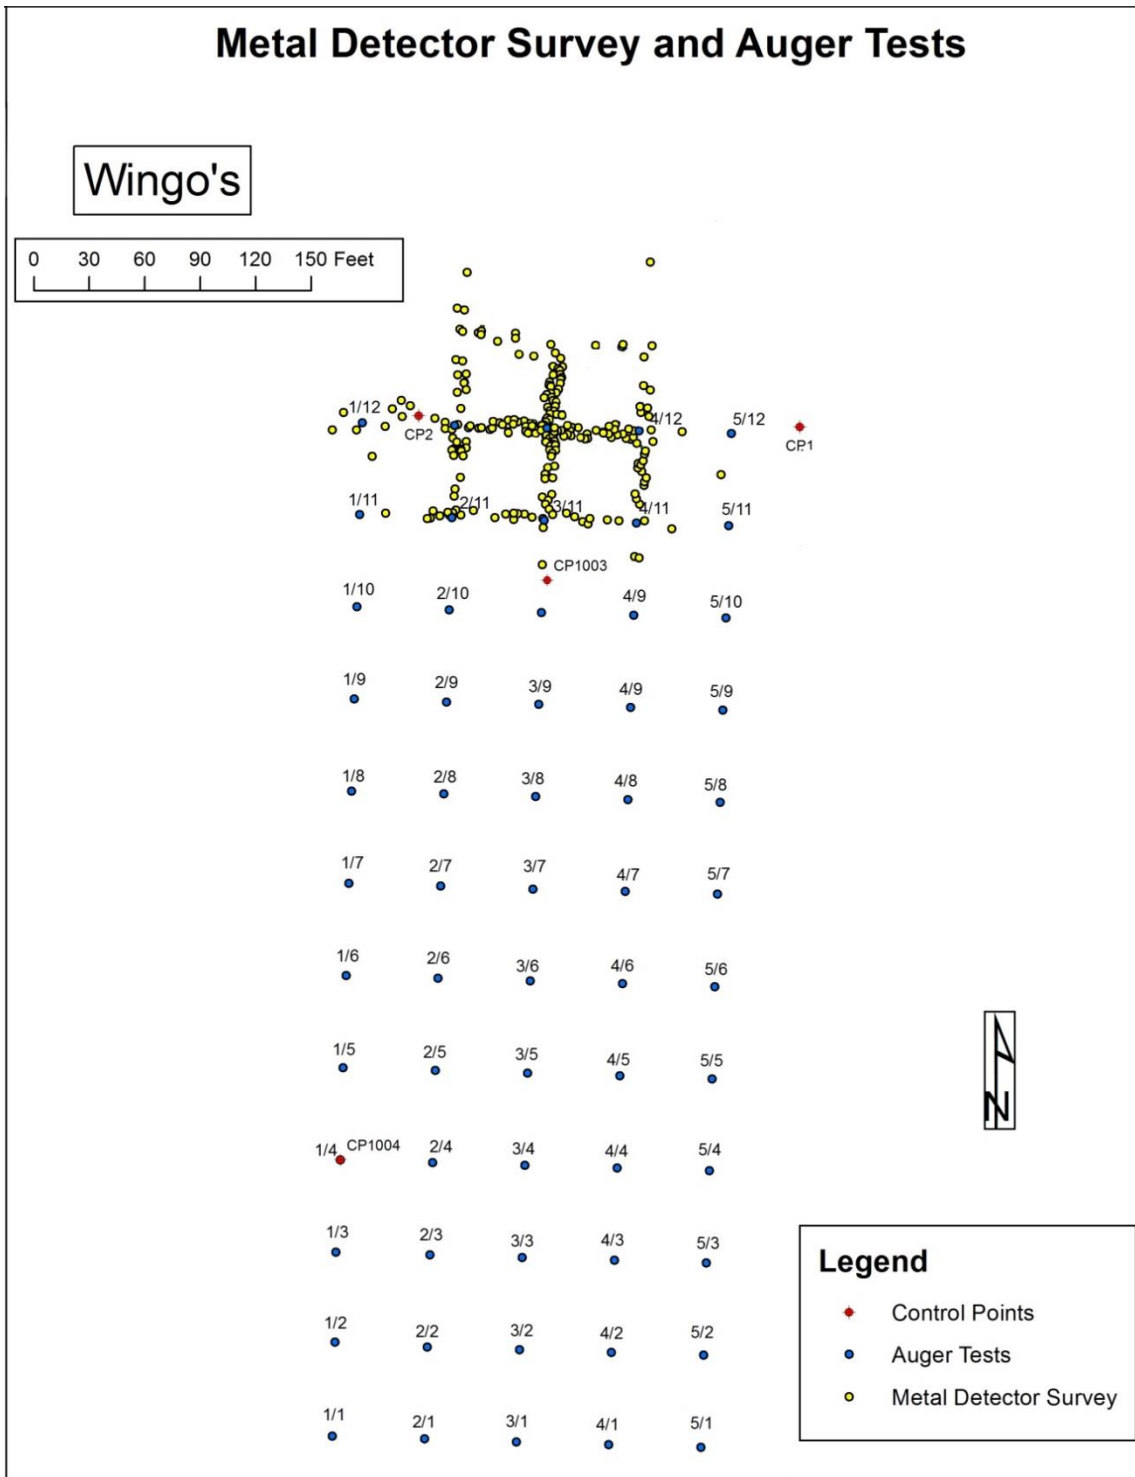 Metal Detector Survey and Auger Tests
Wingo's
0 30 60 90 120 150 Feet
1/12 CP2 4/12 5/12 CP1
1/11 2/11 3/11 4/11 5/11
CP1003
1/10 2/10 4/9 5/10
1/9 2/9 3/9 4/9 5/9
1/8 2/8 3/8 4/8 5/8
1/7 2/7 3/7 4/7 5/7
1/6 2/6 3/6 4/6 5/6
1/5 2/5 3/5 4/5 5/5
1/4 CP1004 2/4 3/4 4/4 5/4
1/3 2/3 3/3 4/3 5/3
1/2 2/2 3/2 4/2 5/2
1/1 2/1 3/1 4/1 5/1
N
Legend
Control Points
Auger Tests
Metal Detector Survey